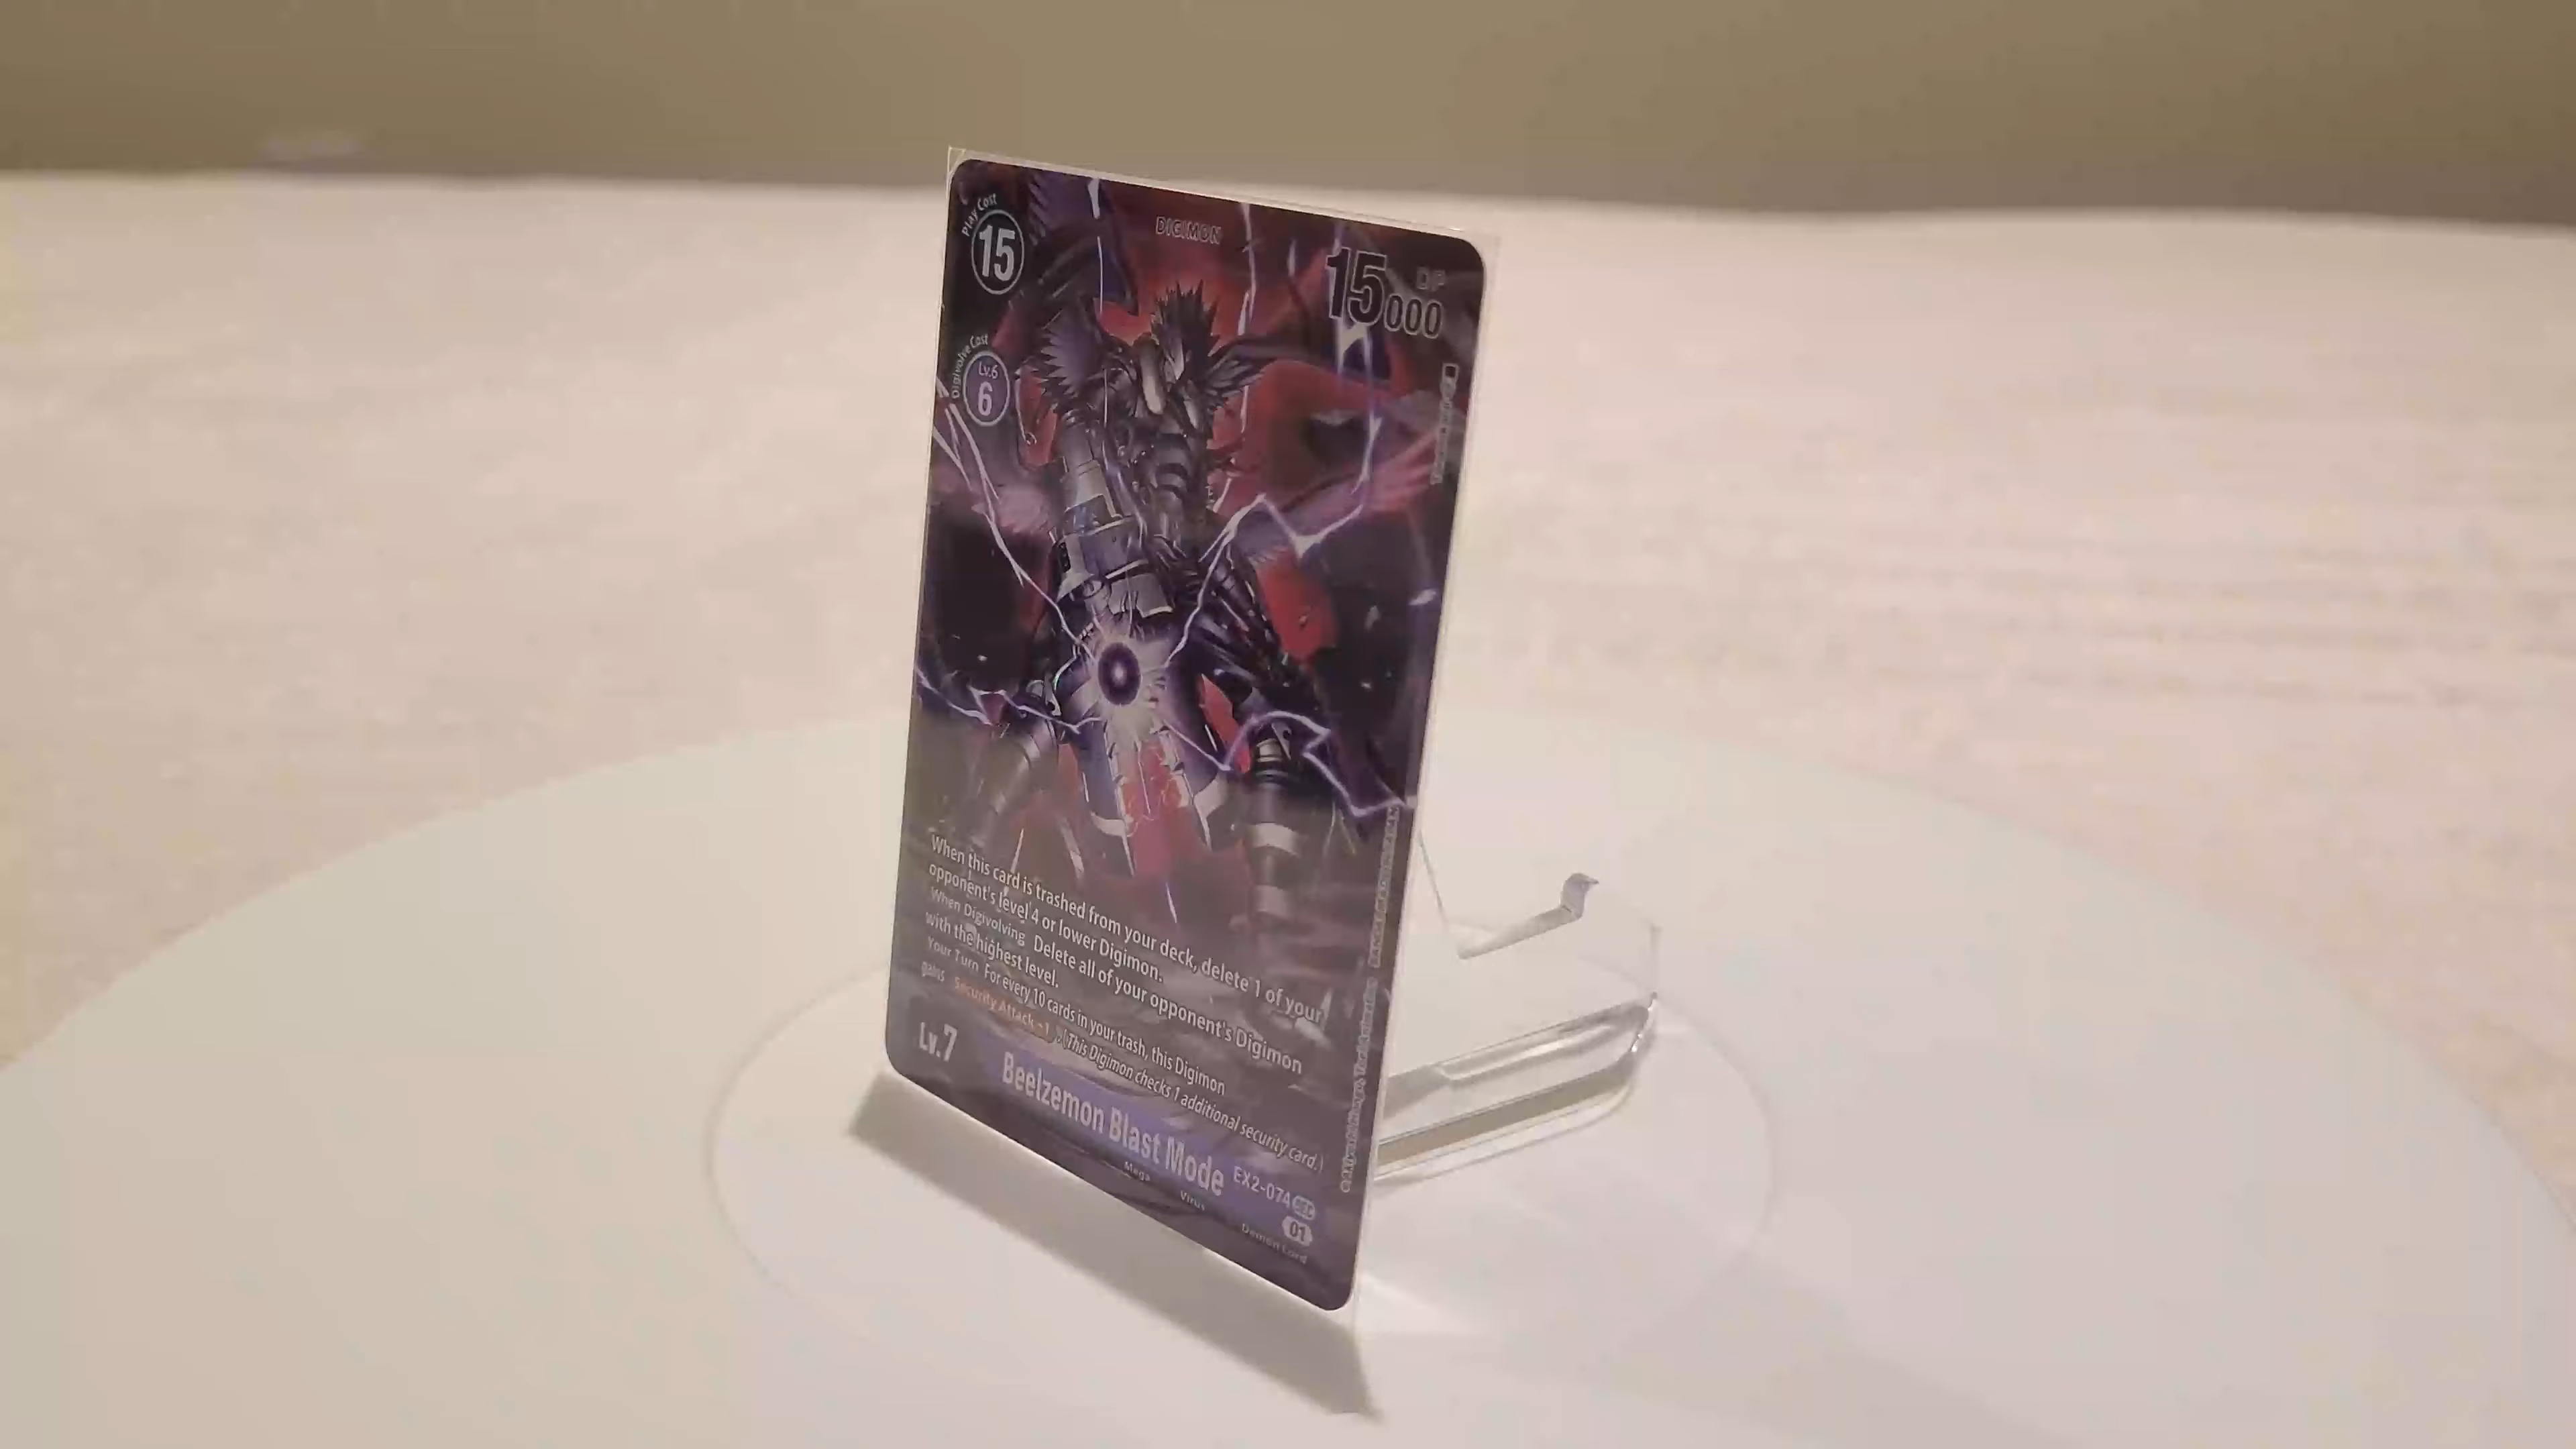 Play Cost
15
DIGIMON
DP
15000
Digivolve Cost
Lv.6
6
When this card is trashed from your deck, delete 1 of your
opponent's level 4 or lower Digimon.
When Digivolving Delete all of your opponent's Digimon
with the highest level.
Your Turn For every 10 cards in your trash, this Digimon
gains Security Attack +1. (This Digimon checks 1 additional security card.)
Lv.7
Beelzemon Blast Mode
EX2-074 SEC
01
Mega
Virus
Demon Lord